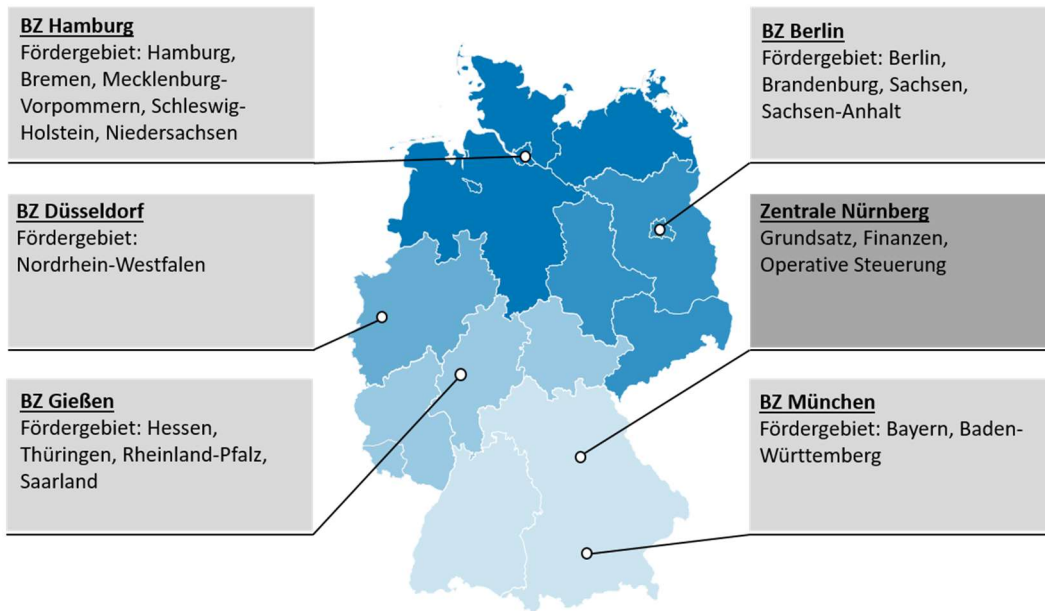 BZ Hamburg
Fördergebiet: Hamburg,
Bremen, Mecklenburg-
Vorpommern, Schleswig-
Holstein, Niedersachsen
BZ Berlin
Fördergebiet: Berlin,
Brandenburg, Sachsen,
Sachsen-Anhalt
BZ Düsseldorf
Fördergebiet:
Nordrhein-Westfalen
Zentrale Nürnberg
Grundsatz, Finanzen,
Operative Steuerung
BZ Gießen
Fördergebiet: Hessen,
Thüringen, Rheinland-Pfalz,
Saarland
BZ München
Fördergebiet: Bayern, Baden-
Württemberg